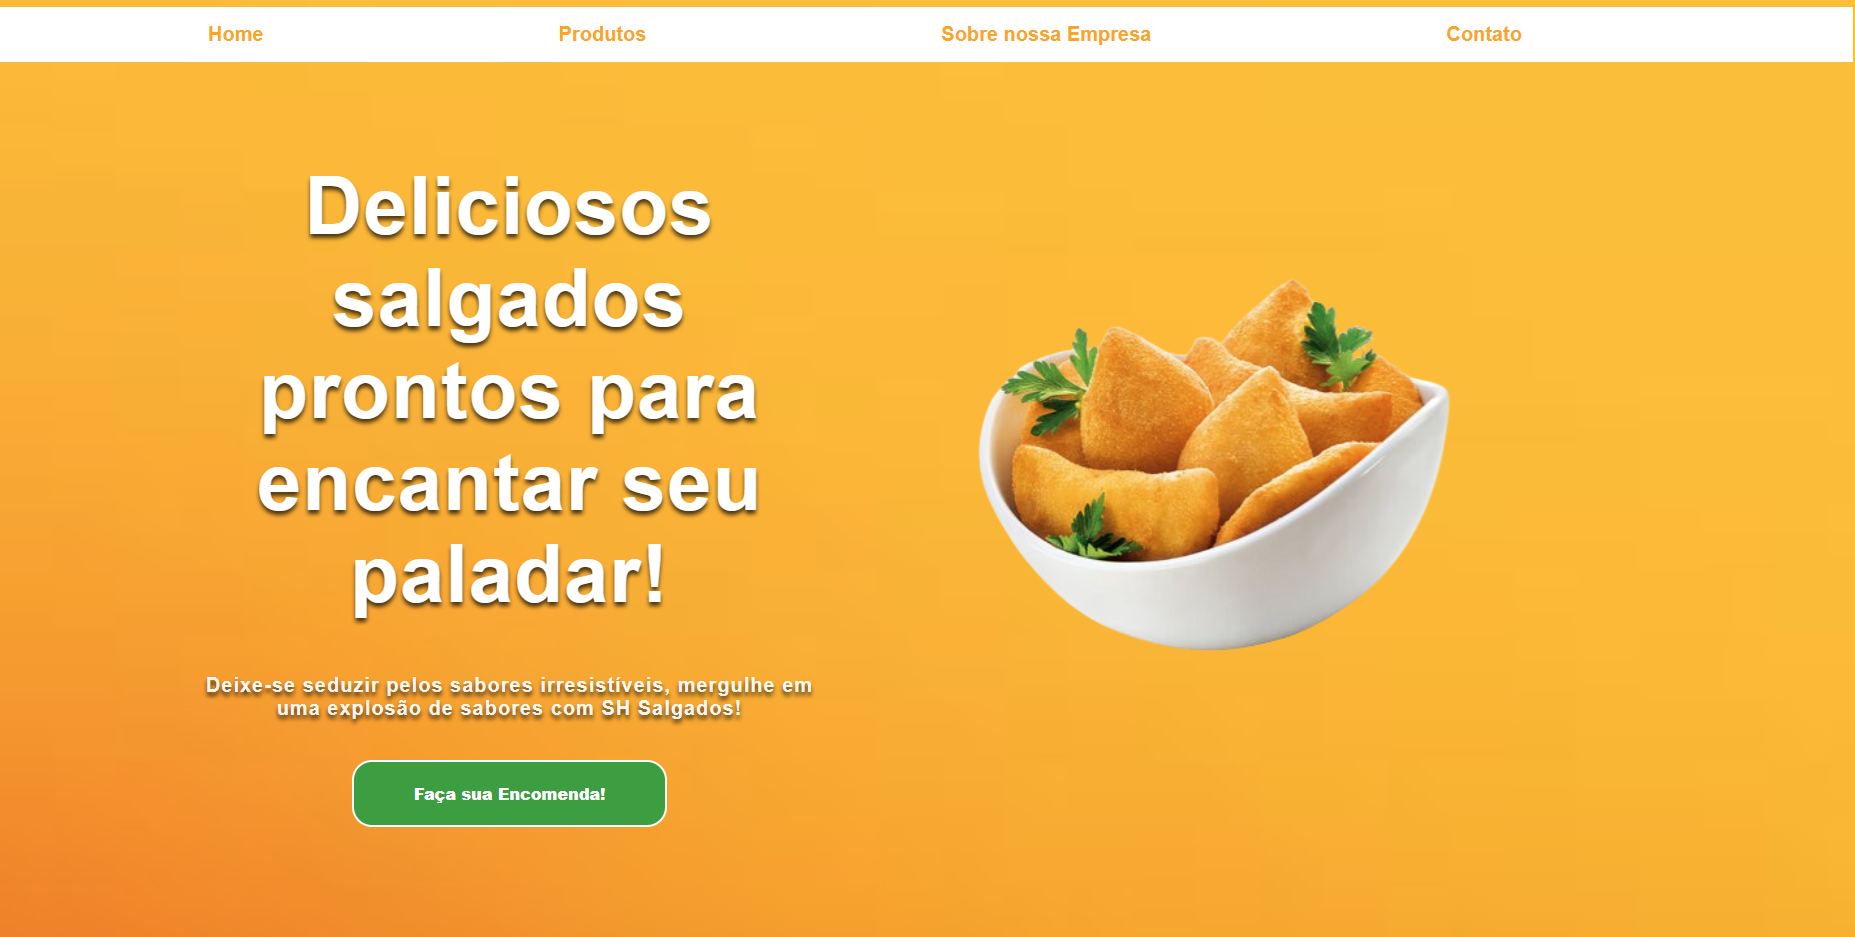 Home Produtos Sobre nossa Empresa Contato
Deliciosos
salgados
prontos para
encantar seu
paladar!
Deixe-se seduzir pelos sabores irresistíveis, mergulhe em
uma explosão de sabores com SH Salgados!
Faça sua Encomenda!